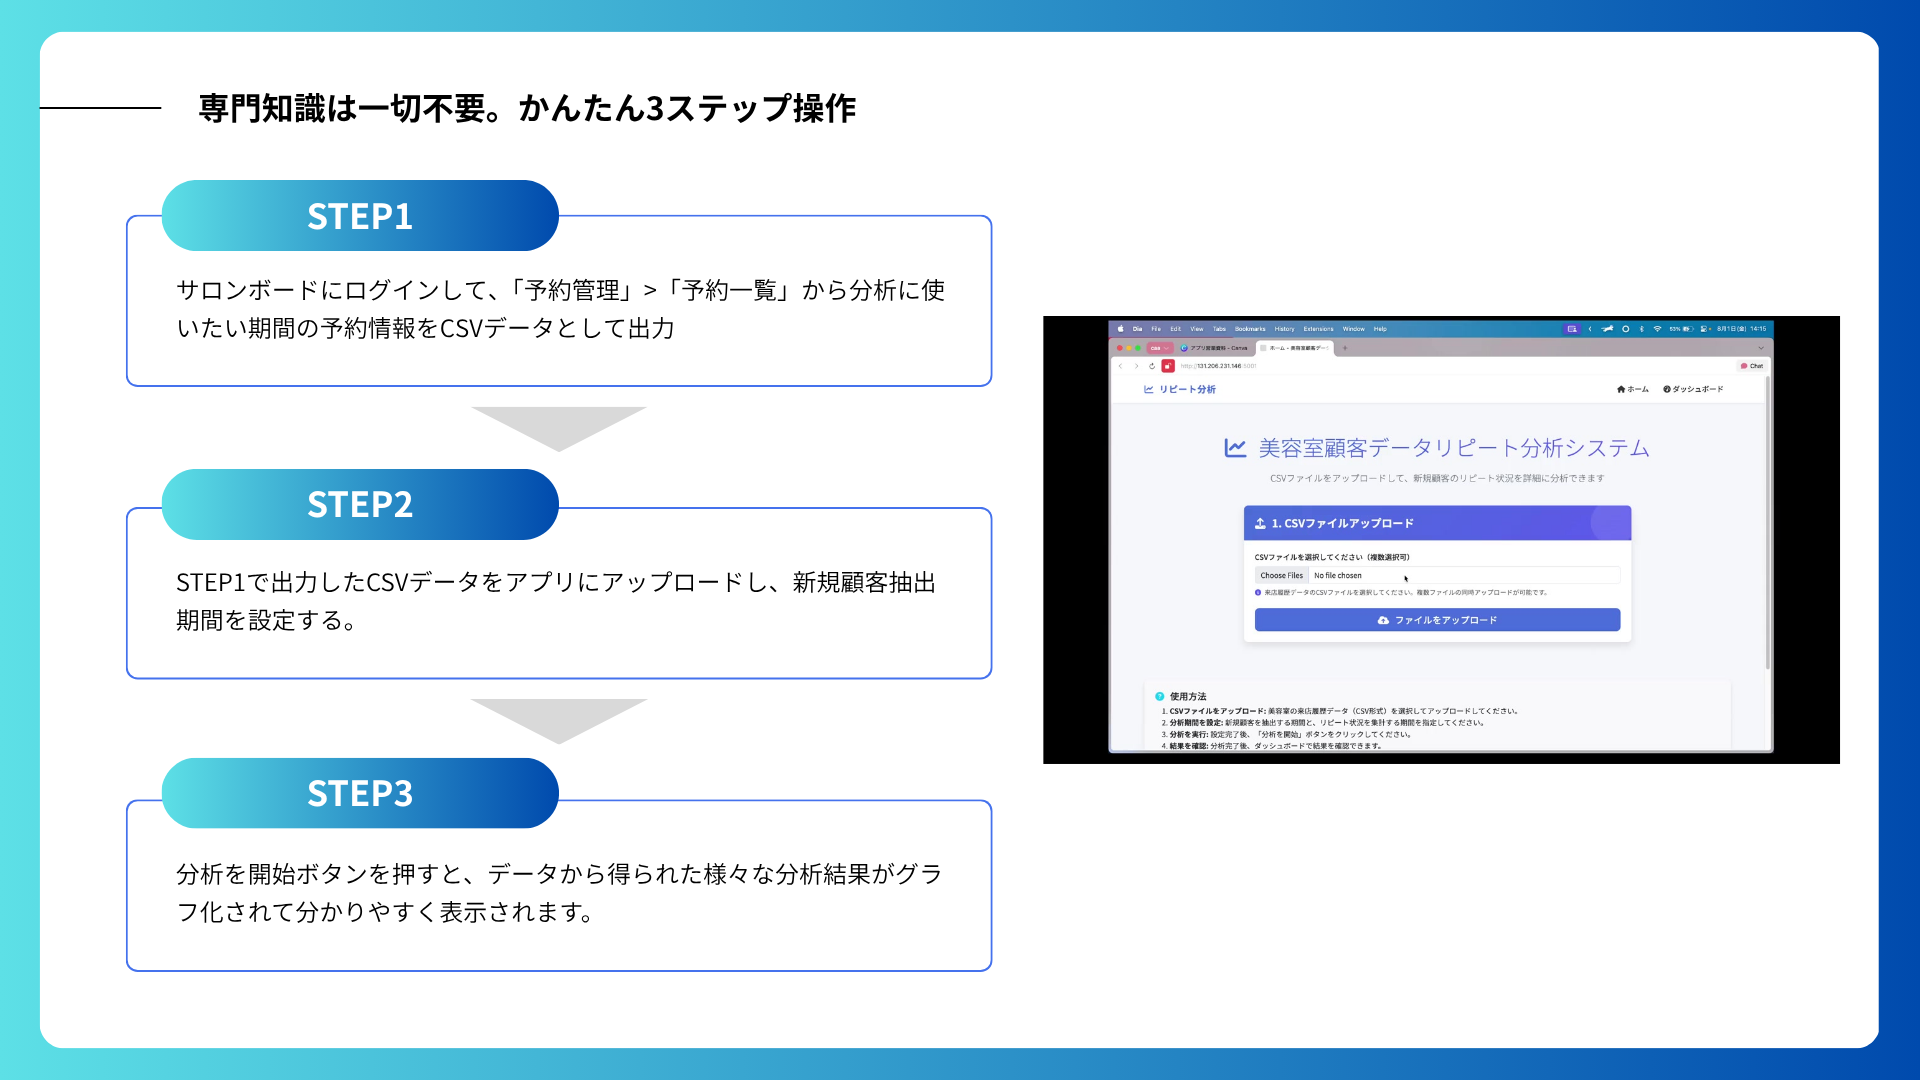 専門知識は一切不要。かんたん3ステップ操作
STEP1
サロンボードにログインして、「予約管理」>「予約一覧」から分析に使
いたい期間の予約情報をCSVデータとして出力
STEP2
STEP1で出力したCSVデータをアプリにアップロードし、新規顧客抽出
期間を設定する。
STEP3
分析を開始ボタンを押すと、データから得られた様々な分析結果がグラ
フ化されて分かりやすく表示されます。
Dia File Edit View Tabs Bookmarks History Extensions Window Help
8月1日(金) 14:15
ホーム - 美容室顧客デー
http://131.206.231.146:5001
Chat
リピート分析
ホーム ダッシュボード
美容室顧客データリピート分析システム
CSVファイルをアップロードして、新規顧客のリピート状況を詳細に分析できます
1. CSVファイルアップロード
CSVファイルを選択してください（複数選択可）
Choose Files No file chosen
来店履歴データのCSVファイルを選択してください。複数ファイルの同時アップロードが可能です。
ファイルをアップロード
使用方法
1. CSVファイルをアップロード: 美容室の来店履歴データ（CSV形式）を選択してアップロードしてください。
2. 分析期間を設定: 新規顧客を抽出する期間と、リピート状況を集計する期間を指定してください。
3. 分析を実行: 設定完了後、「分析を開始」ボタンをクリックしてください。
4. 結果を確認: 分析完了後、ダッシュボードで結果を確認できます。